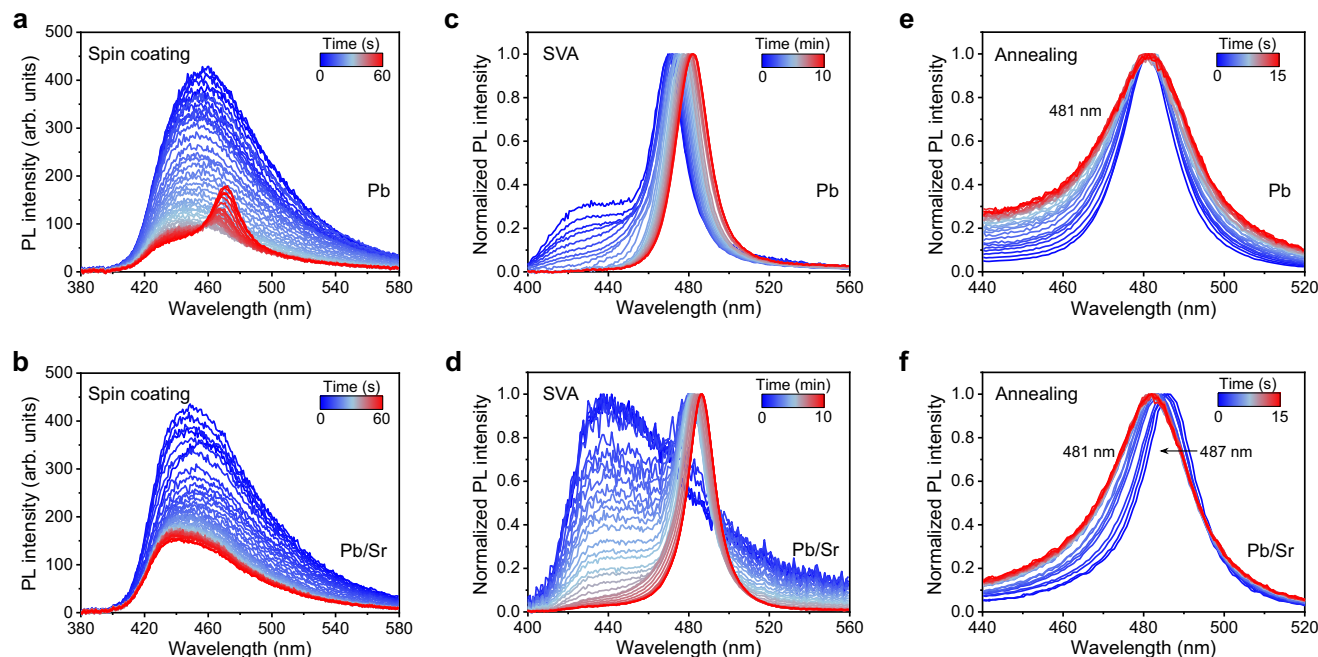 a
Spin coating
Time (s)
0 60
Pb
500
400
300
200
100
0
PL intensity (arb. units)
380 420 460 500 540 580
Wavelength (nm)
c
SVA
Time (min)
0 10
Pb
1.0
0.8
0.6
0.4
0.2
0.0
Normalized PL intensity
400 440 480 520 560
Wavelength (nm)
e
Annealing
Time (s)
0 15
481 nm
Pb
1.0
0.8
0.6
0.4
0.2
0.0
Normalized PL intensity
440 460 480 500 520
Wavelength (nm)
b
Spin coating
Time (s)
0 60
Pb/Sr
500
400
300
200
100
0
PL intensity (arb. units)
380 420 460 500 540 580
Wavelength (nm)
d
SVA
Time (min)
0 10
Pb/Sr
1.0
0.8
0.6
0.4
0.2
0.0
Normalized PL intensity
400 440 480 520 560
Wavelength (nm)
f
Annealing
Time (s)
0 15
481 nm 487 nm
Pb/Sr
1.0
0.8
0.6
0.4
0.2
0.0
Normalized PL intensity
440 460 480 500 520
Wavelength (nm)